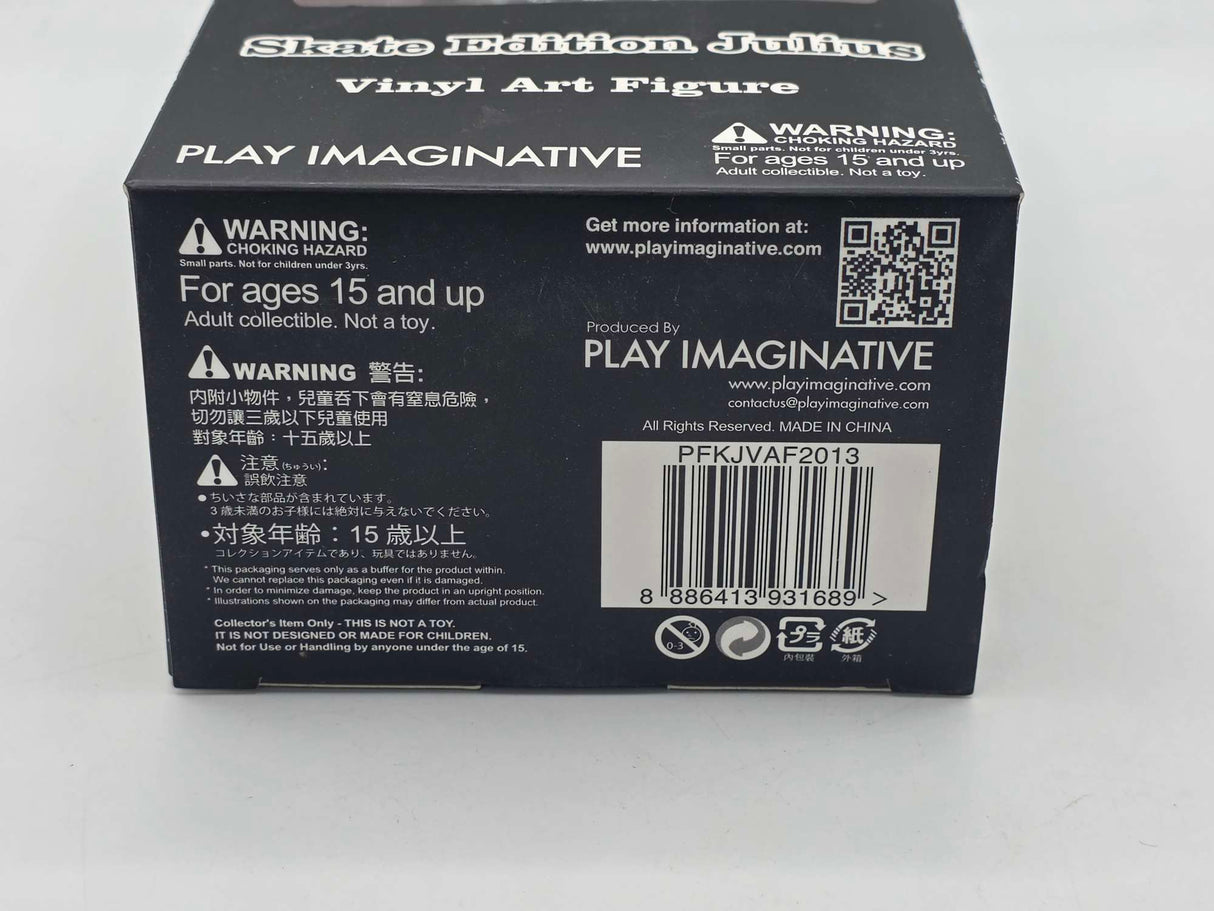 Skate Edition Julius
Vinyl Art Figure
PLAY IMAGINATIVE
WARNING:
CHOKING HAZARD
Small parts. Not for children under 3yrs.
For ages 15 and up
Adult collectible. Not a toy.
WARNING:
CHOKING HAZARD
Small parts. Not for children under 3yrs.
For ages 15 and up
Adult collectible. Not a toy.
WARNING 警告:
內附小物件，兒童吞下會有窒息危險，
切勿讓三歲以下兒童使用
對象年齡：十五歲以上
注意(ちゅうい):
誤飲注意
●ちいさな部品が含まれています。
3歳未満のお子様には絶対に与えないでください。
•対象年齢：15歳以上
コレクションアイテムであり、玩具ではありません。
* This packaging serves only as a buffer for the product within.
We cannot replace this packaging even if it is damaged.
* In order to minimize damage, keep the product in an upright position.
* Illustrations shown on the packaging may differ from actual product.
Collector's Item Only - THIS IS NOT A TOY.
IT IS NOT DESIGNED OR MADE FOR CHILDREN.
Not for Use or Handling by anyone under the age of 15.
Get more information at:
www.playimaginative.com
Produced By
PLAY IMAGINATIVE
www.playimaginative.com
contactus@playimaginative.com
All Rights Reserved. MADE IN CHINA
PFKJVAF2013
8 886413 931689 >
0-3
プラ
內包裝
紙
外箱